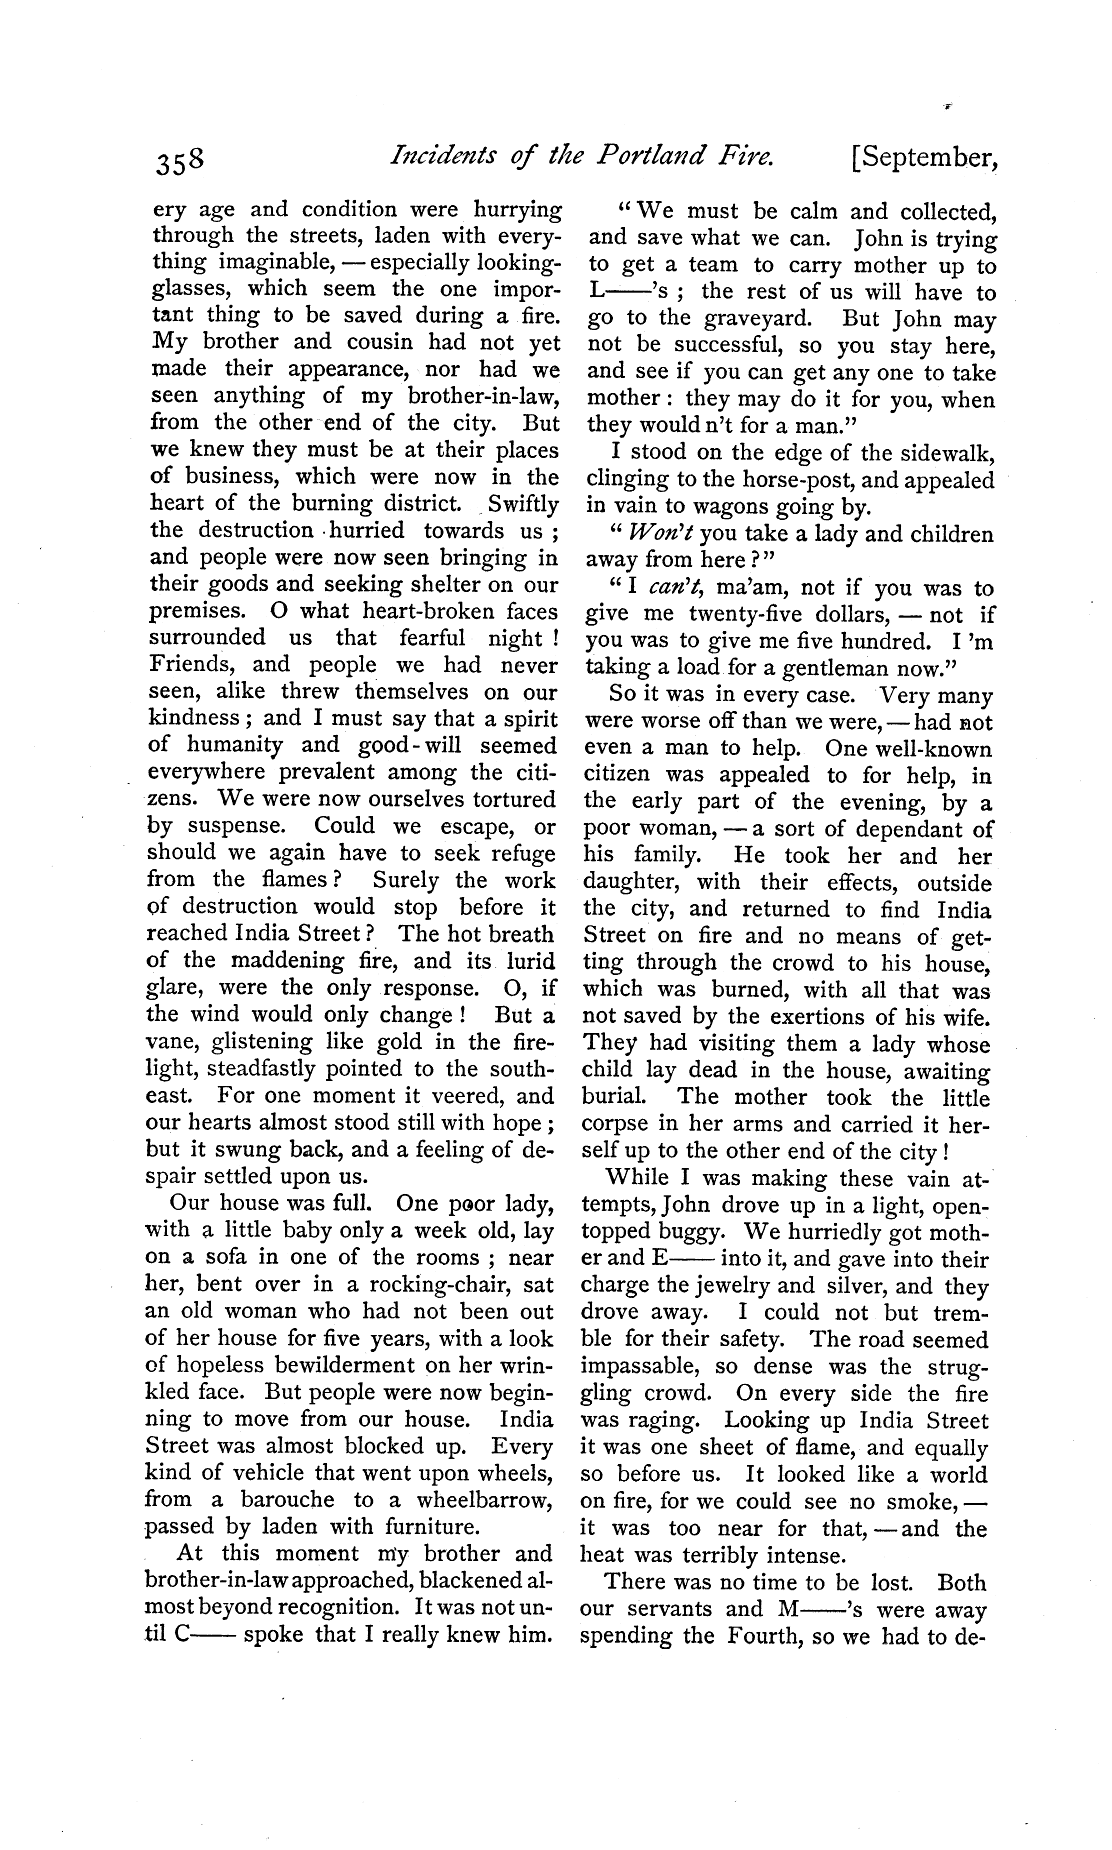 358 Incidents of the Portland Fire. [September,
ery age and condition were hurrying
through the streets, laden with every-
thing imaginable, — especially looking-
glasses, which seem the one impor-
tant thing to be saved during a fire.
My brother and cousin had not yet
made their appearance, nor had we
seen anything of my brother-in-law,
from the other end of the city. But
we knew they must be at their places
of business, which were now in the
heart of the burning district. Swiftly
the destruction hurried towards us ;
and people were now seen bringing in
their goods and seeking shelter on our
premises. O what heart-broken faces
surrounded us that fearful night !
Friends, and people we had never
seen, alike threw themselves on our
kindness ; and I must say that a spirit
of humanity and good-will seemed
everywhere prevalent among the citi-
zens. We were now ourselves tortured
by suspense. Could we escape, or
should we again have to seek refuge
from the flames ? Surely the work
of destruction would stop before it
reached India Street ? The hot breath
of the maddening fire, and its lurid
glare, were the only response. O, if
the wind would only change ! But a
vane, glistening like gold in the fire-
light, steadfastly pointed to the south-
east. For one moment it veered, and
our hearts almost stood still with hope ;
but it swung back, and a feeling of de-
spair settled upon us.
Our house was full. One poor lady,
with a little baby only a week old, lay
on a sofa in one of the rooms ; near
her, bent over in a rocking-chair, sat
an old woman who had not been out
of her house for five years, with a look
of hopeless bewilderment on her wrin-
kled face. But people were now begin-
ning to move from our house. India
Street was almost blocked up. Every
kind of vehicle that went upon wheels,
from a barouche to a wheelbarrow,
passed by laden with furniture.
At this moment my brother and
brother-in-law approached, blackened al-
most beyond recognition. It was not un-
til C—— spoke that I really knew him.
“ We must be calm and collected,
and save what we can. John is trying
to get a team to carry mother up to
L——'s ; the rest of us will have to
go to the graveyard. But John may
not be successful, so you stay here,
and see if you can get any one to take
mother : they may do it for you, when
they would n't for a man.”
I stood on the edge of the sidewalk,
clinging to the horse-post, and appealed
in vain to wagons going by.
“ Won't you take a lady and children
away from here ? ”
“ I can't, ma'am, not if you was to
give me twenty-five dollars, — not if
you was to give me five hundred. I 'm
taking a load for a gentleman now.”
So it was in every case. Very many
were worse off than we were, — had not
even a man to help. One well-known
citizen was appealed to for help, in
the early part of the evening, by a
poor woman, — a sort of dependant of
his family. He took her and her
daughter, with their effects, outside
the city, and returned to find India
Street on fire and no means of get-
ting through the crowd to his house,
which was burned, with all that was
not saved by the exertions of his wife.
They had visiting them a lady whose
child lay dead in the house, awaiting
burial. The mother took the little
corpse in her arms and carried it her-
self up to the other end of the city !
While I was making these vain at-
tempts, John drove up in a light, open-
topped buggy. We hurriedly got moth-
er and E—— into it, and gave into their
charge the jewelry and silver, and they
drove away. I could not but trem-
ble for their safety. The road seemed
impassable, so dense was the strug-
gling crowd. On every side the fire
was raging. Looking up India Street
it was one sheet of flame, and equally
so before us. It looked like a world
on fire, for we could see no smoke, —
it was too near for that, — and the
heat was terribly intense.
There was no time to be lost. Both
our servants and M——'s were away
spending the Fourth, so we had to de-